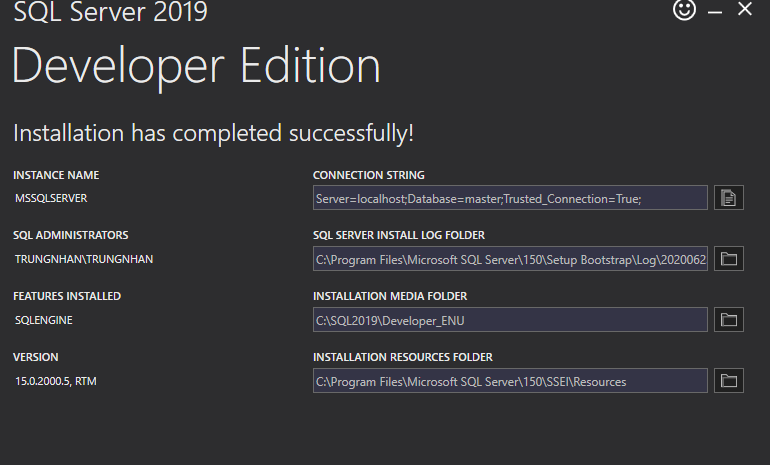 SQL Server 2019
Developer Edition
Installation has completed successfully!
INSTANCE NAME
MSSQLSERVER
CONNECTION STRING
Server=localhost;Database=master;Trusted_Connection=True;
SQL ADMINISTRATORS
TRUNGNHAN\TRUNGNHAN
SQL SERVER INSTALL LOG FOLDER
C:\Program Files\Microsoft SQL Server\150\Setup Bootstrap\Log\2020062
FEATURES INSTALLED
SQLENGINE
INSTALLATION MEDIA FOLDER
C:\SQL2019\Developer_ENU
VERSION
15.0.2000.5, RTM
INSTALLATION RESOURCES FOLDER
C:\Program Files\Microsoft SQL Server\150\SSEI\Resources